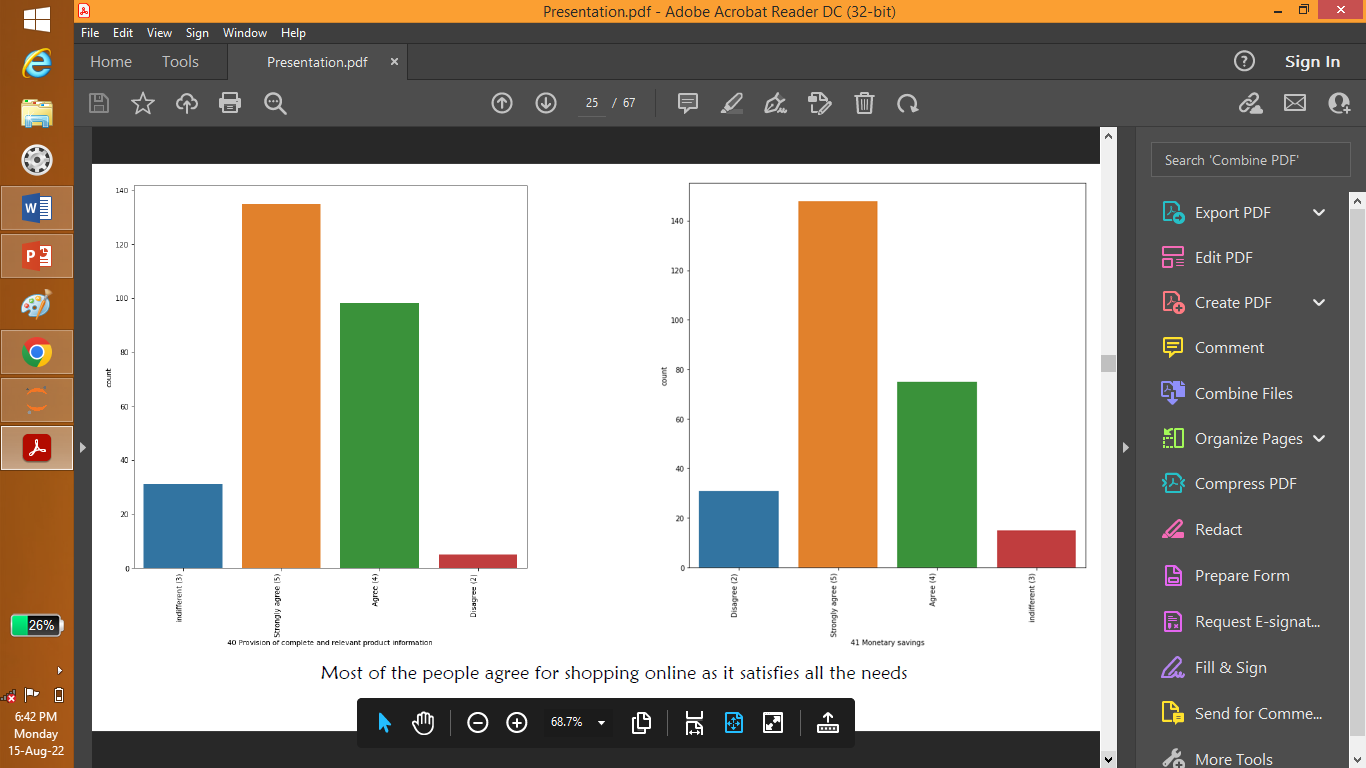 Presentation.pdf - Adobe Acrobat Reader DC (32-bit)
File Edit View Sign Window Help
Home Tools Presentation.pdf × ? Sign In
25 / 67
Search 'Combine PDF'
Export PDF
Edit PDF
Create PDF
Comment
Combine Files
Organize Pages
Compress PDF
Redact
Prepare Form
Request E-signat...
Fill & Sign
Send for Comme...
More Tools
140
120
100
80
60
40
20
0
count
indifferent (3)
Strongly agree (5)
Agree (4)
Disagree (2)
40 Provision of complete and relevant product information
140
120
100
80
60
40
20
0
count
Disagree (2)
Strongly agree (5)
Agree (4)
indifferent (3)
41 Monetary savings
Most of the people agree for shopping online as it satisfies all the needs
68.7%
26%
6:42 PM
Monday
15-Aug-22